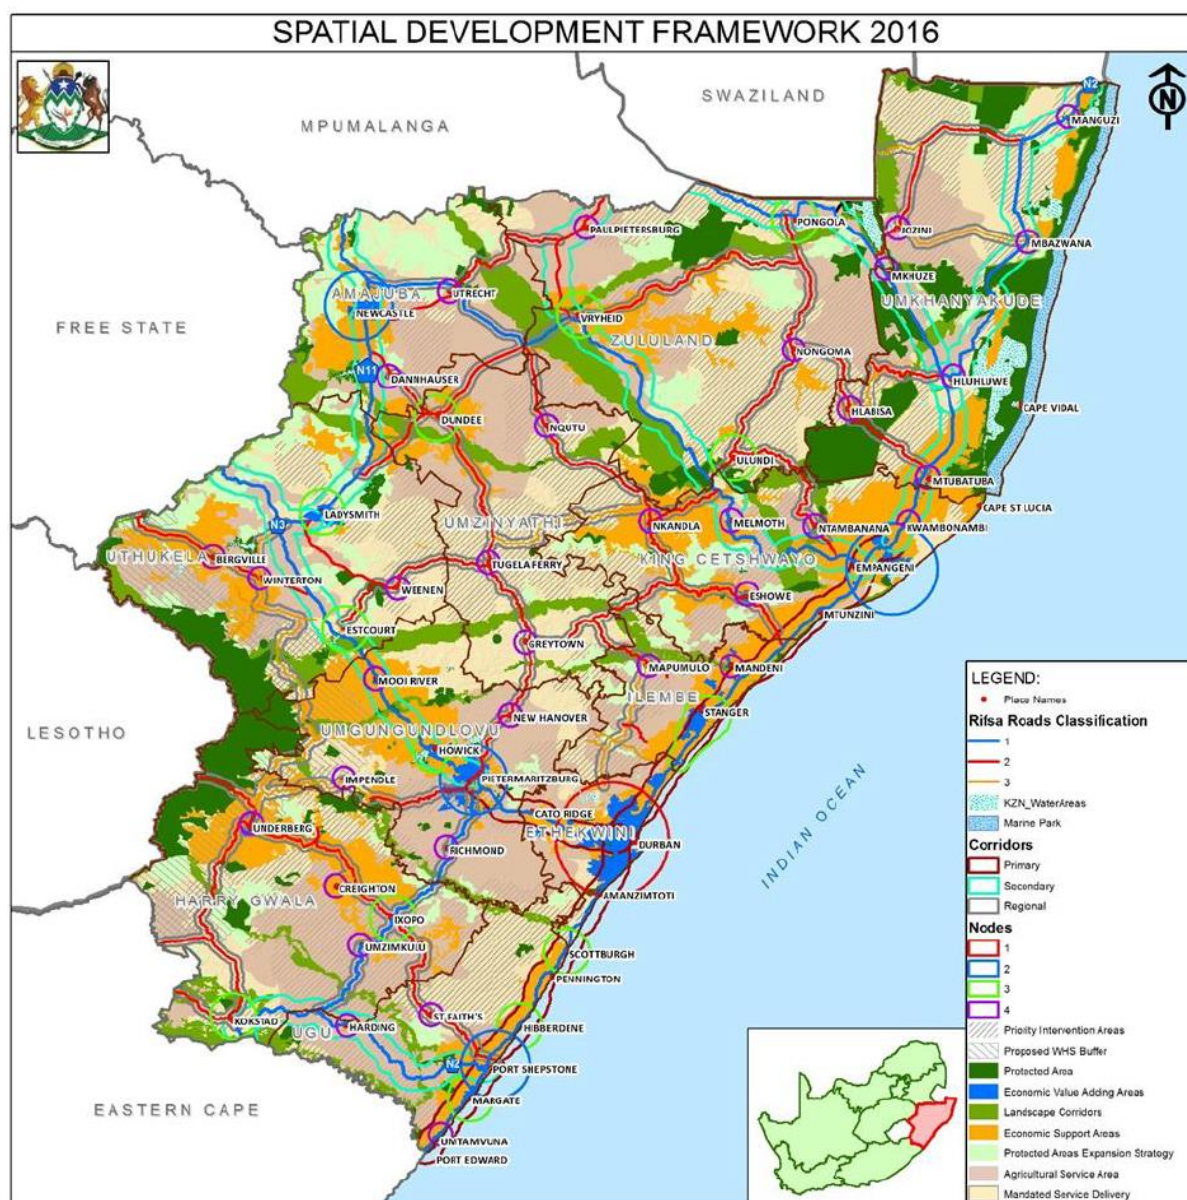 SPATIAL DEVELOPMENT FRAMEWORK 2016
SWAZILAND
MPUMALANGA
N2
N
MANGUZI
PONGOLA
PAULPIETERSBURG
JOZINI
MBAZWANA
MKHUZE
UMKHANYAKUDE
UTRECHT
AMAJUBA
NEWCASTLE
FREE STATE
VRYHEID
ZULULAND
NONGOMA
N11
DANNHAUSER
HLUHLUWE
HLABISA
CAPE VIDAL
DUNDEE
NQUTU
ULUNDI
MTUBATUBA
CAPE ST LUCIA
LADYSMITH
N3
UMZINYATHI
NKANDLA
MELMOTH
NTAMBANANA
KWAMBONAMBI
UTHUKELA
BERGVILLE
TUGELA FERRY
KING CETSHWAYO
EMPANGENI
WINTERTON
WEENEN
ESHOWE
MTUNZINI
ESTCOURT
GREYTOWN
MAPUMULO
MANDENI
MOOI RIVER
ILEMBE
STANGER
NEW HANOVER
UMGUNGUNDLOVU
LESOTHO
HOWICK
IMPENDLE
PIETERMARITZBURG
CATO RIDGE
UNDERBERG
ETHEKWINI
DURBAN
RICHMOND
INDIAN OCEAN
CREIGHTON
AMANZIMTOTI
HARRY GWALA
IXOPO
UMZIMKULU
SCOTTBURGH
PENNINGTON
KOKSTAD
ST FAITH'S
HARDING
UGU
HIBBERDENE
N2
PORT SHEPSTONE
MARGATE
EASTERN CAPE
UMTAMVUNA
PORT EDWARD
LEGEND:
Place Names
Rifsa Roads Classification
1
2
3
KZN_WaterAreas
Marine Park
Corridors
Primary
Secondary
Regional
Nodes
1
2
3
4
Priority Intervention Areas
Proposed WHS Buffer
Protected Area
Economic Value Adding Areas
Landscape Corridors
Economic Support Areas
Protected Areas Expansion Strategy
Agricultural Service Area
Mandated Service Delivery